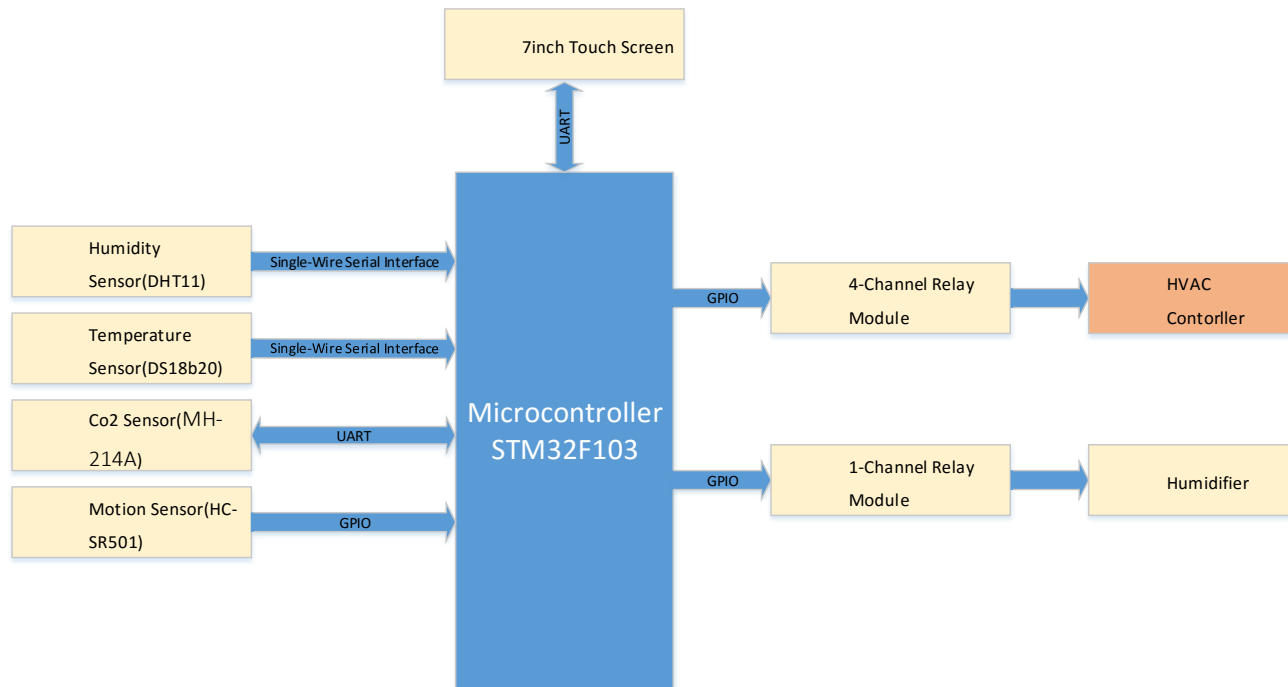 7inch Touch Screen
UART
Humidity
Sensor(DHT11)
Single-Wire Serial Interface
Temperature
Sensor(DS18b20)
Single-Wire Serial Interface
Co2 Sensor(MH-
214A)
UART
Motion Sensor(HC-
SR501)
GPIO
Microcontroller
STM32F103
GPIO
4-Channel Relay
Module
HVAC
Contorller
GPIO
1-Channel Relay
Module
Humidifier